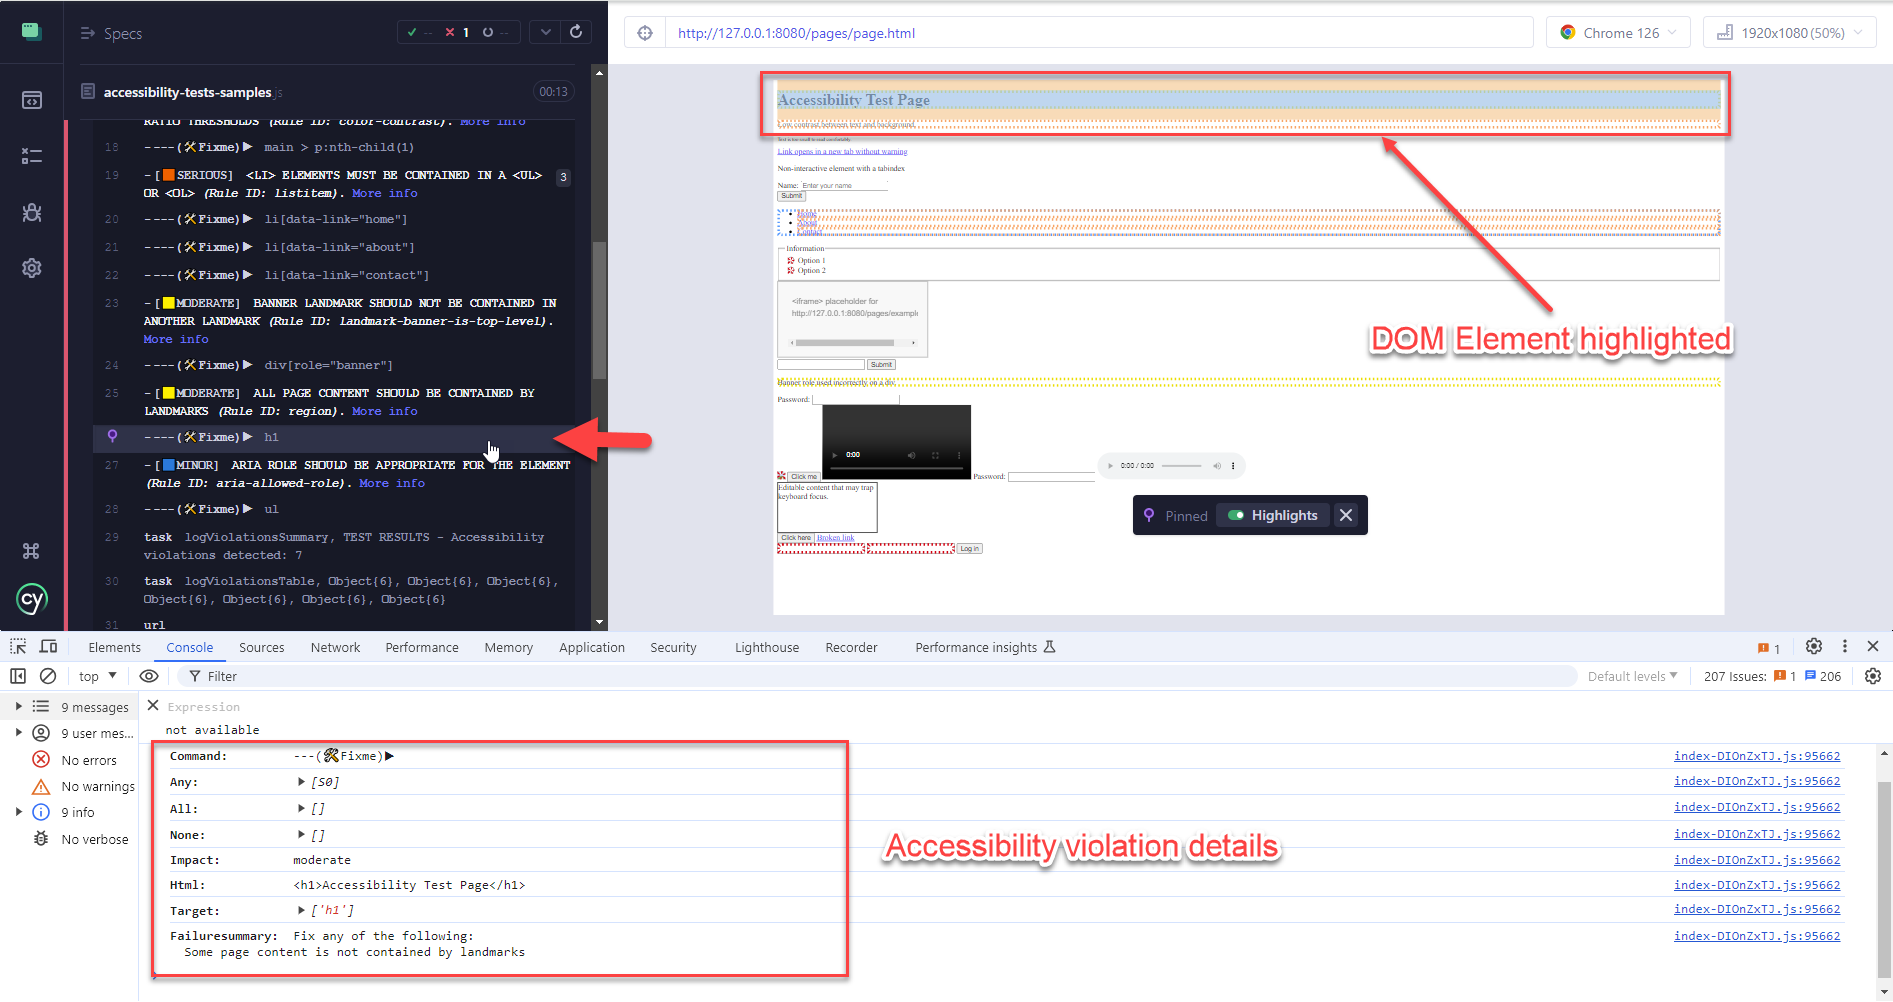 Specs
✓ -- ✗ 1 --
accessibility-tests-samples.js
00:13
RATIO THRESHOLDS (Rule ID: color-contrast). More info
18 ----(🛠Fixme)▶ main > p:nth-child(1)
19 -[🟧SERIOUS] <LI> ELEMENTS MUST BE CONTAINED IN A <UL> 3
OR <OL> (Rule ID: listitem). More info
20 ----(🛠Fixme)▶ li[data-link="home"]
21 ----(🛠Fixme)▶ li[data-link="about"]
22 ----(🛠Fixme)▶ li[data-link="contact"]
23 -[🟨MODERATE] BANNER LANDMARK SHOULD NOT BE CONTAINED IN
ANOTHER LANDMARK (Rule ID: landmark-banner-is-top-level).
More info
24 ----(🛠Fixme)▶ div[role="banner"]
25 -[🟨MODERATE] ALL PAGE CONTENT SHOULD BE CONTAINED BY
LANDMARKS (Rule ID: region). More info
----(🛠Fixme)▶ h1
27 -[🟦MINOR] ARIA ROLE SHOULD BE APPROPRIATE FOR THE ELEMENT
(Rule ID: aria-allowed-role). More info
28 ----(🛠Fixme)▶ ul
29 task logViolationsSummary, TEST RESULTS - Accessibility
violations detected: 7
30 task logViolationsTable, Object{6}, Object{6}, Object{6},
Object{6}, Object{6}, Object{6}, Object{6}
31 url
cy
http://127.0.0.1:8080/pages/page.html
Chrome 126
1920x1080 (50%)
Accessibility Test Page
Low contrast between text and background.
Link opens in a new tab without warning
Non-interactive element with a tabindex
Name: Enter your name
Submit
Home
About
Contact
Information
Option 1
Option 2
<iframe> placeholder for
http://127.0.0.1:8080/pages/example
Submit
Banner role used incorrectly on a div.
Password:
0:00
Click me
Password:
0:00 / 0:00
Editable content that may trap
keyboard focus.
Click here Broken link
Log in
DOM Element highlighted
Pinned Highlights
Elements Console Sources Network Performance Memory Application Security Lighthouse Recorder Performance insights 1
top Filter Default levels 207 Issues: 1 206
9 messages
9 user mes...
No errors
No warnings
9 info
No verbose
Expression
not available
Command: ---(🛠Fixme)▶ index-DIOnZxTJ.js:95662
Any: ▶ [S0] index-DIOnZxTJ.js:95662
All: ▶ [] index-DIOnZxTJ.js:95662
None: ▶ [] index-DIOnZxTJ.js:95662
Impact: moderate index-DIOnZxTJ.js:95662
Html: <h1>Accessibility Test Page</h1> index-DIOnZxTJ.js:95662
Target: ▶ ['h1'] index-DIOnZxTJ.js:95662
Failuresummary: Fix any of the following: index-DIOnZxTJ.js:95662
Some page content is not contained by landmarks
Accessibility violation details